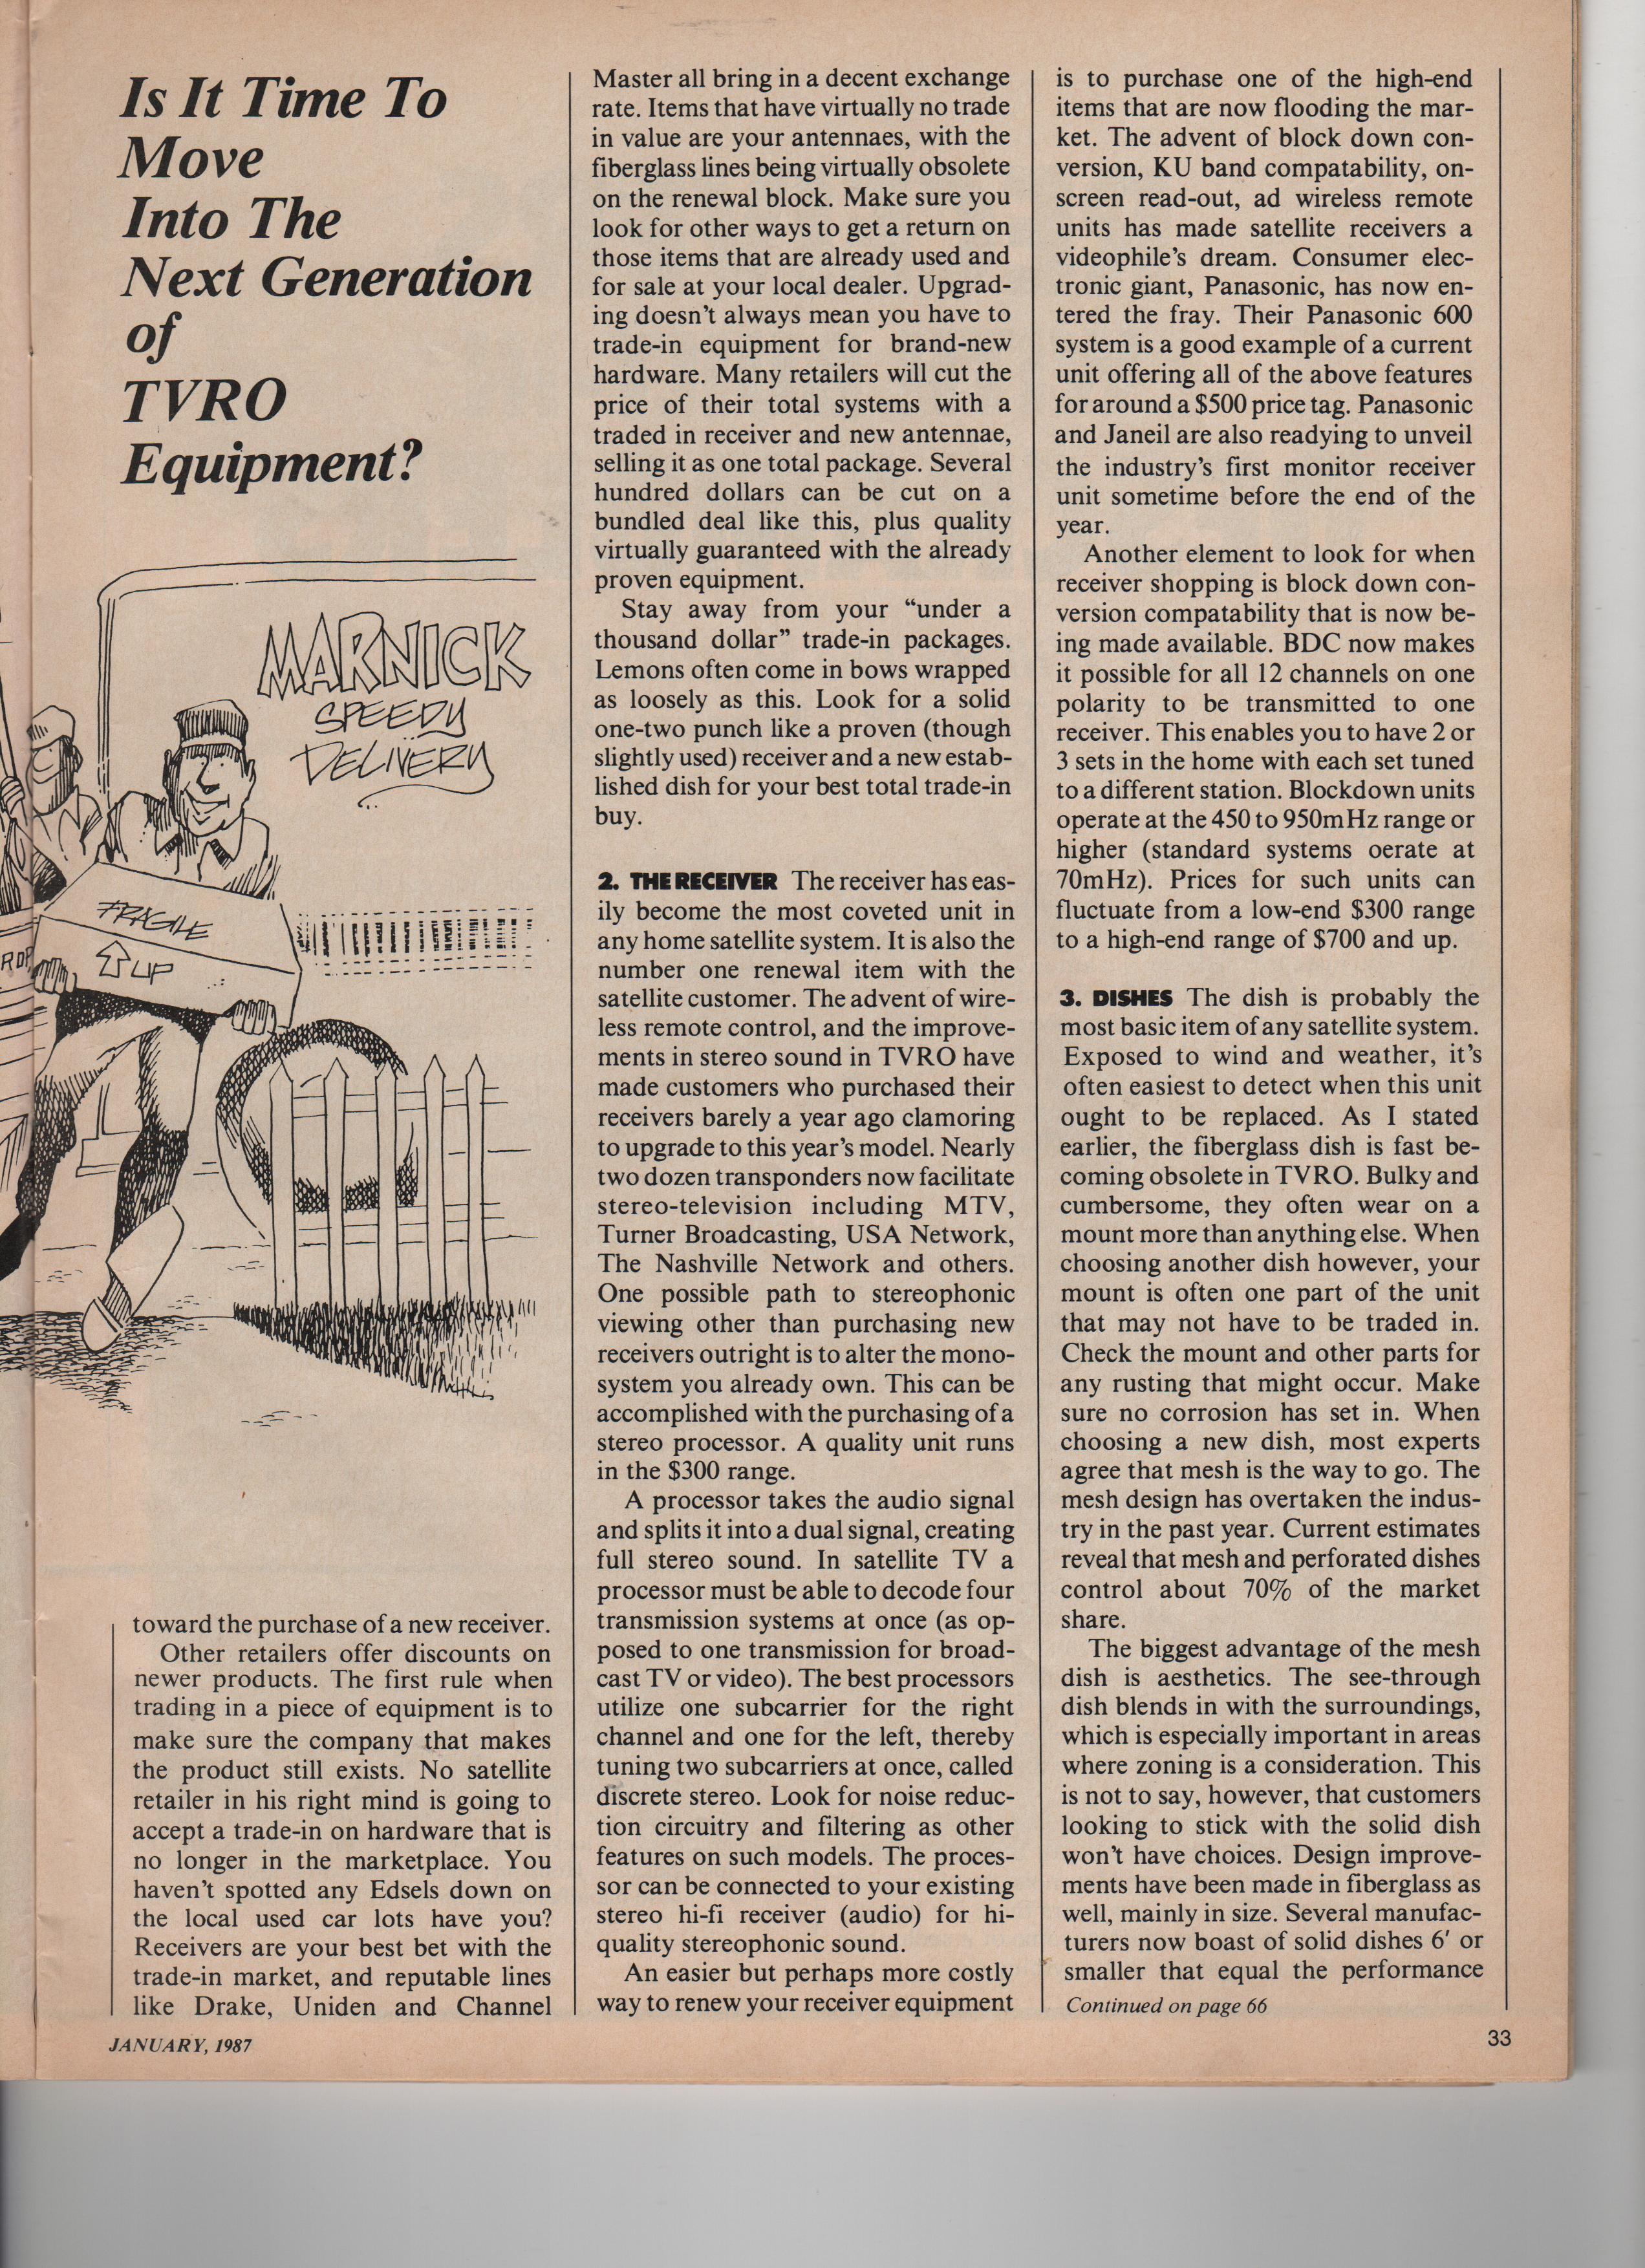 Is It Time To
Move
Into The
Next Generation
of
TVRO
Equipment?
MARNICK
SPEEDY
DELIVERY
...
FRAGILE
UP
toward the purchase of a new receiver.
Other retailers offer discounts on
newer products. The first rule when
trading in a piece of equipment is to
make sure the company that makes
the product still exists. No satellite
retailer in his right mind is going to
accept a trade-in on hardware that is
no longer in the marketplace. You
haven't spotted any Edsels down on
the local used car lots have you?
Receivers are your best bet with the
trade-in market, and reputable lines
like Drake, Uniden and Channel
Master all bring in a decent exchange
rate. Items that have virtually no trade
in value are your antennaes, with the
fiberglass lines being virtually obsolete
on the renewal block. Make sure you
look for other ways to get a return on
those items that are already used and
for sale at your local dealer. Upgrad-
ing doesn't always mean you have to
trade-in equipment for brand-new
hardware. Many retailers will cut the
price of their total systems with a
traded in receiver and new antennae,
selling it as one total package. Several
hundred dollars can be cut on a
bundled deal like this, plus quality
virtually guaranteed with the already
proven equipment.
Stay away from your “under a
thousand dollar” trade-in packages.
Lemons often come in bows wrapped
as loosely as this. Look for a solid
one-two punch like a proven (though
slightly used) receiver and a new estab-
lished dish for your best total trade-in
buy.
2. THE RECEIVER The receiver has eas-
ily become the most coveted unit in
any home satellite system. It is also the
number one renewal item with the
satellite customer. The advent of wire-
less remote control, and the improve-
ments in stereo sound in TVRO have
made customers who purchased their
receivers barely a year ago clamoring
to upgrade to this year's model. Nearly
two dozen transponders now facilitate
stereo-television including MTV,
Turner Broadcasting, USA Network,
The Nashville Network and others.
One possible path to stereophonic
viewing other than purchasing new
receivers outright is to alter the mono-
system you already own. This can be
accomplished with the purchasing of a
stereo processor. A quality unit runs
in the $300 range.
A processor takes the audio signal
and splits it into a dual signal, creating
full stereo sound. In satellite TV a
processor must be able to decode four
transmission systems at once (as op-
posed to one transmission for broad-
cast TV or video). The best processors
utilize one subcarrier for the right
channel and one for the left, thereby
tuning two subcarriers at once, called
discrete stereo. Look for noise reduc-
tion circuitry and filtering as other
features on such models. The proces-
sor can be connected to your existing
stereo hi-fi receiver (audio) for hi-
quality stereophonic sound.
An easier but perhaps more costly
way to renew your receiver equipment
is to purchase one of the high-end
items that are now flooding the mar-
ket. The advent of block down con-
version, KU band compatability, on-
screen read-out, ad wireless remote
units has made satellite receivers a
videophile's dream. Consumer elec-
tronic giant, Panasonic, has now en-
tered the fray. Their Panasonic 600
system is a good example of a current
unit offering all of the above features
for around a $500 price tag. Panasonic
and Janeil are also readying to unveil
the industry's first monitor receiver
unit sometime before the end of the
year.
Another element to look for when
receiver shopping is block down con-
version compatability that is now be-
ing made available. BDC now makes
it possible for all 12 channels on one
polarity to be transmitted to one
receiver. This enables you to have 2 or
3 sets in the home with each set tuned
to a different station. Blockdown units
operate at the 450 to 950mHz range or
higher (standard systems oerate at
70mHz). Prices for such units can
fluctuate from a low-end $300 range
to a high-end range of $700 and up.
3. DISHES The dish is probably the
most basic item of any satellite system.
Exposed to wind and weather, it's
often easiest to detect when this unit
ought to be replaced. As I stated
earlier, the fiberglass dish is fast be-
coming obsolete in TVRO. Bulky and
cumbersome, they often wear on a
mount more than anything else. When
choosing another dish however, your
mount is often one part of the unit
that may not have to be traded in.
Check the mount and other parts for
any rusting that might occur. Make
sure no corrosion has set in. When
choosing a new dish, most experts
agree that mesh is the way to go. The
mesh design has overtaken the indus-
try in the past year. Current estimates
reveal that mesh and perforated dishes
control about 70% of the market
share.
The biggest advantage of the mesh
dish is aesthetics. The see-through
dish blends in with the surroundings,
which is especially important in areas
where zoning is a consideration. This
is not to say, however, that customers
looking to stick with the solid dish
won't have choices. Design improve-
ments have been made in fiberglass as
well, mainly in size. Several manufac-
turers now boast of solid dishes 6' or
smaller that equal the performance
Continued on page 66
JANUARY, 1987
33